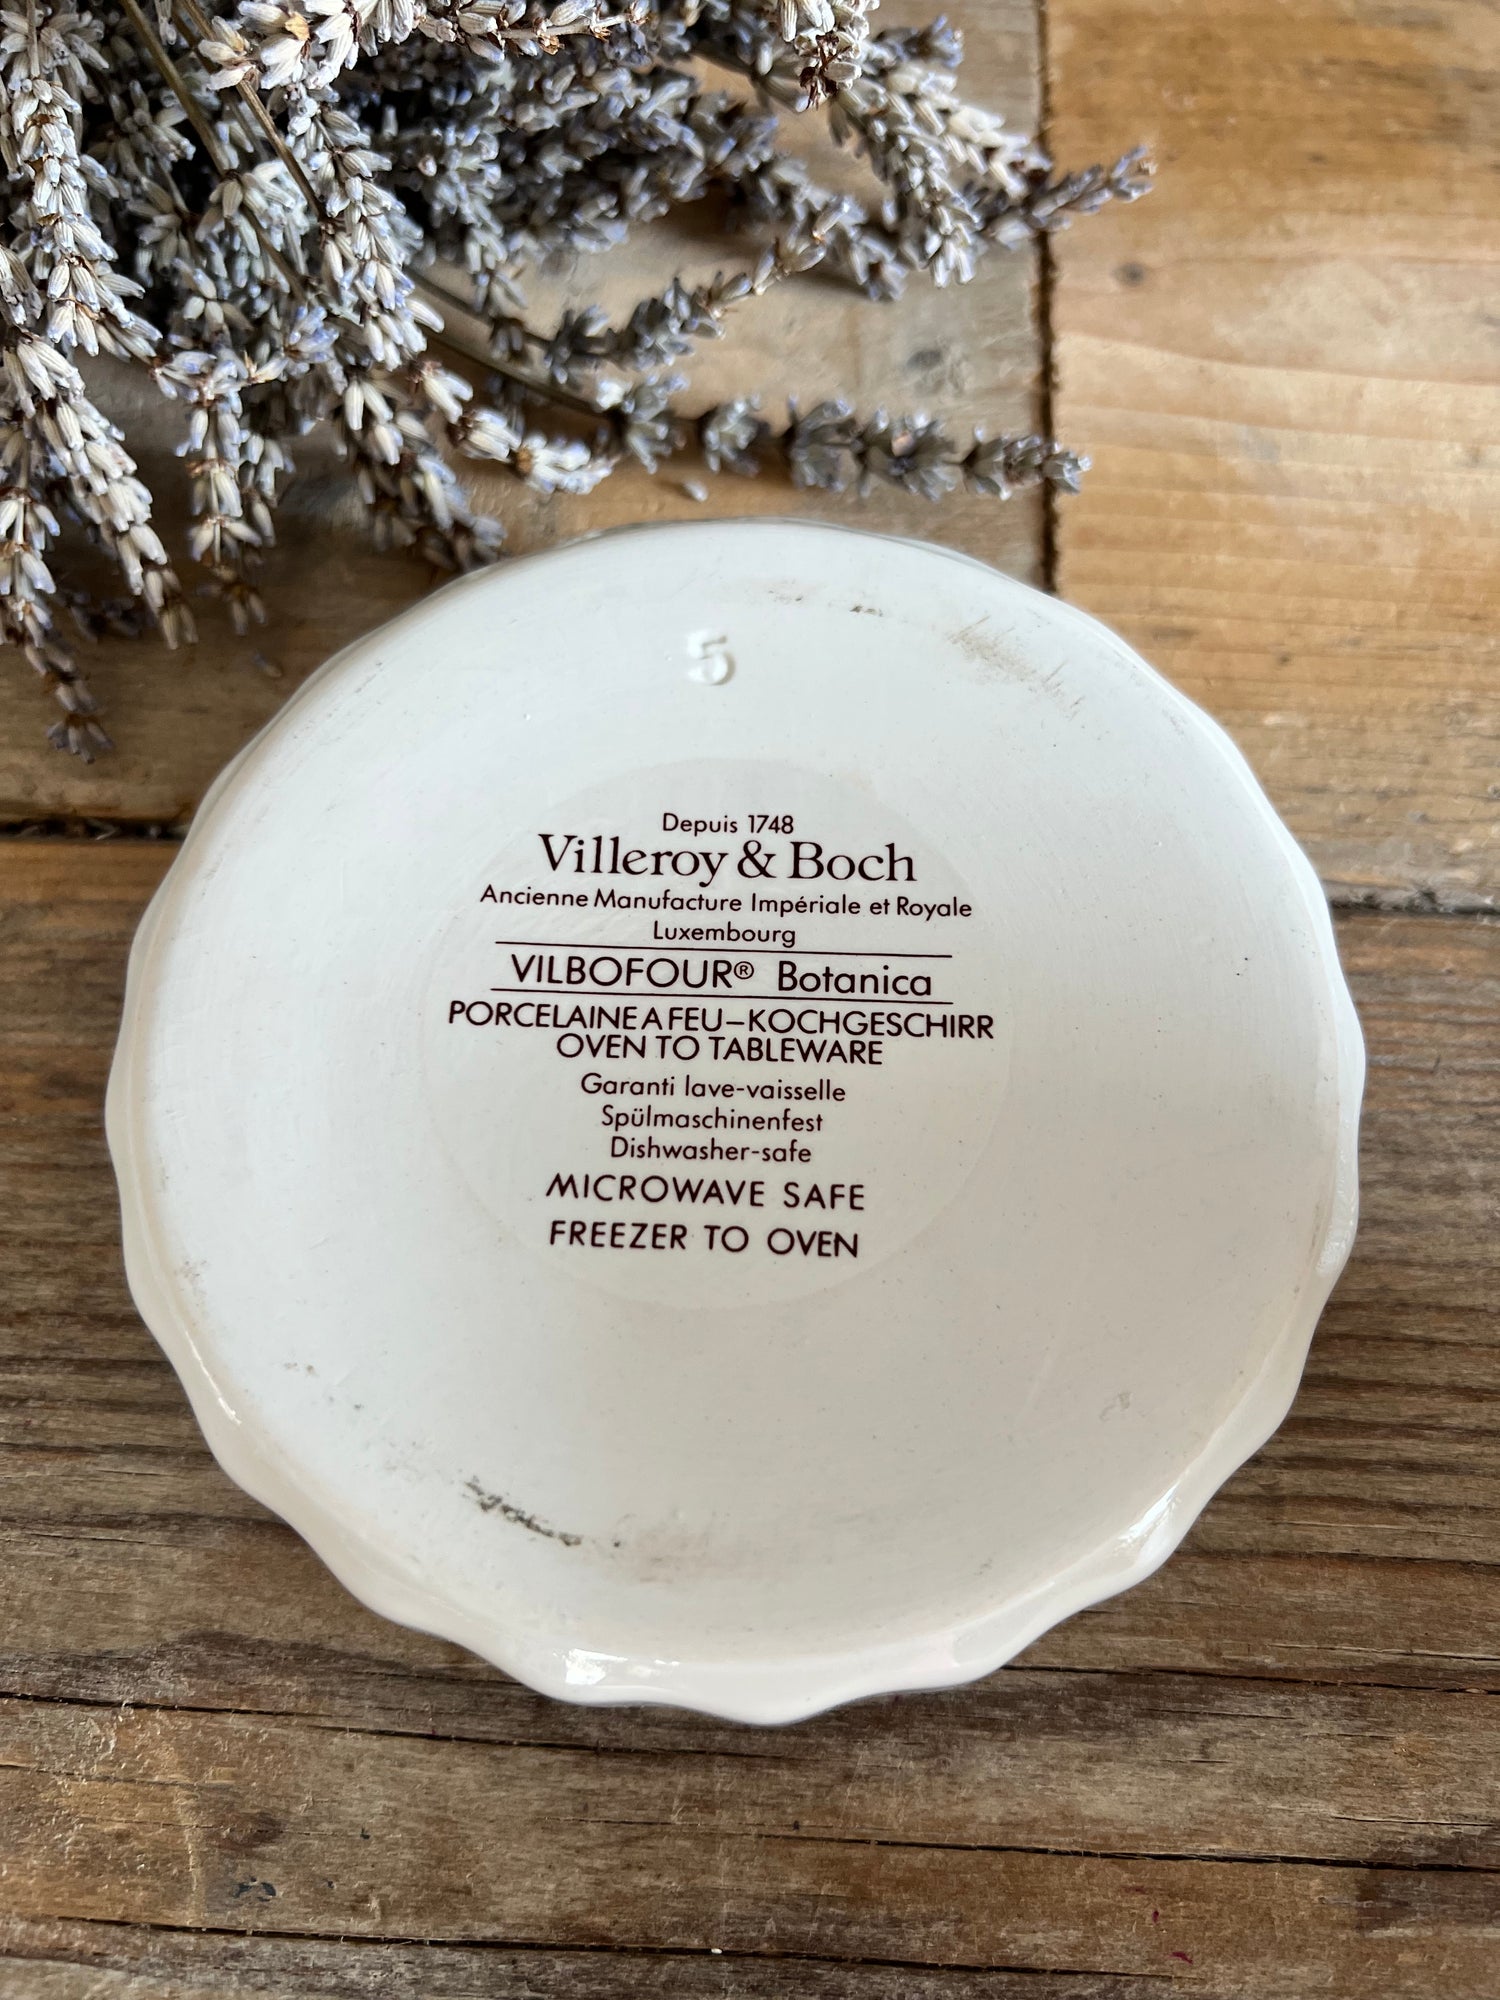 5
Depuis 1748
Villeroy & Boch
Ancienne Manufacture Impériale et Royale
Luxembourg
VILBOFOUR® Botanica
PORCELAINE A FEU–KOCHGESCHIRR
OVEN TO TABLEWARE
Garanti lave-vaisselle
Spülmaschinenfest
Dishwasher-safe
MICROWAVE SAFE
FREEZER TO OVEN